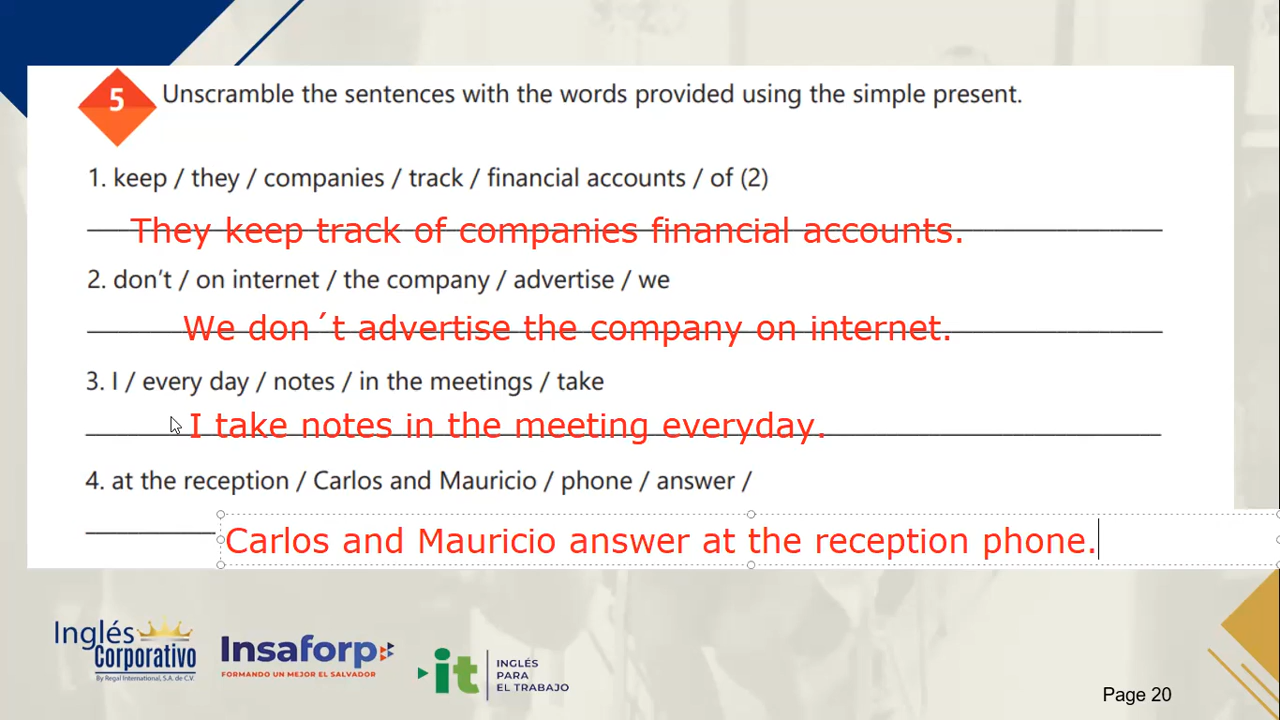 5 Unscramble the sentences with the words provided using the simple present.
1. keep / they / companies / track / financial accounts / of (2)
They keep track of companies financial accounts.
2. don't / on internet / the company / advertise / we
We don´t advertise the company on internet.
3. I / every day / notes / in the meetings / take
I take notes in the meeting everyday.
4. at the reception / Carlos and Mauricio / phone / answer /
Carlos and Mauricio answer at the reception phone.
Inglés
Corporativo
By Regal International, S.A. de C.V.
Insaforp
FORMANDO UN MEJOR EL SALVADOR
it
INGLÉS
PARA
EL TRABAJO
Page 20